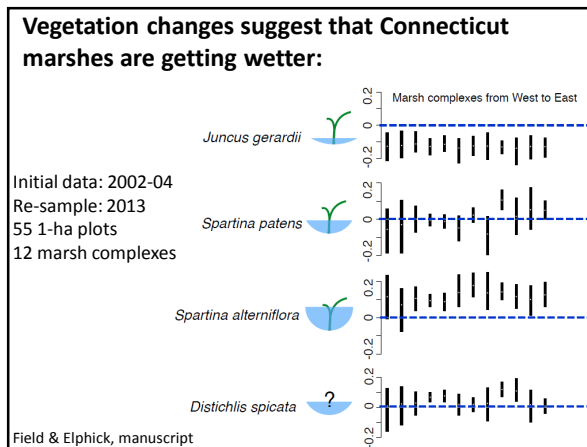 Vegetation changes suggest that Connecticut
marshes are getting wetter:
Marsh complexes from West to East
0.2
0
-0.2
Juncus gerardii
Initial data: 2002-04
Re-sample: 2013
55 1-ha plots
12 marsh complexes
0.2
0
-0.2
Spartina patens
0.2
0
-0.2
Spartina alterniflora
0.2
0
-0.2
?
Distichlis spicata
Field & Elphick, manuscript